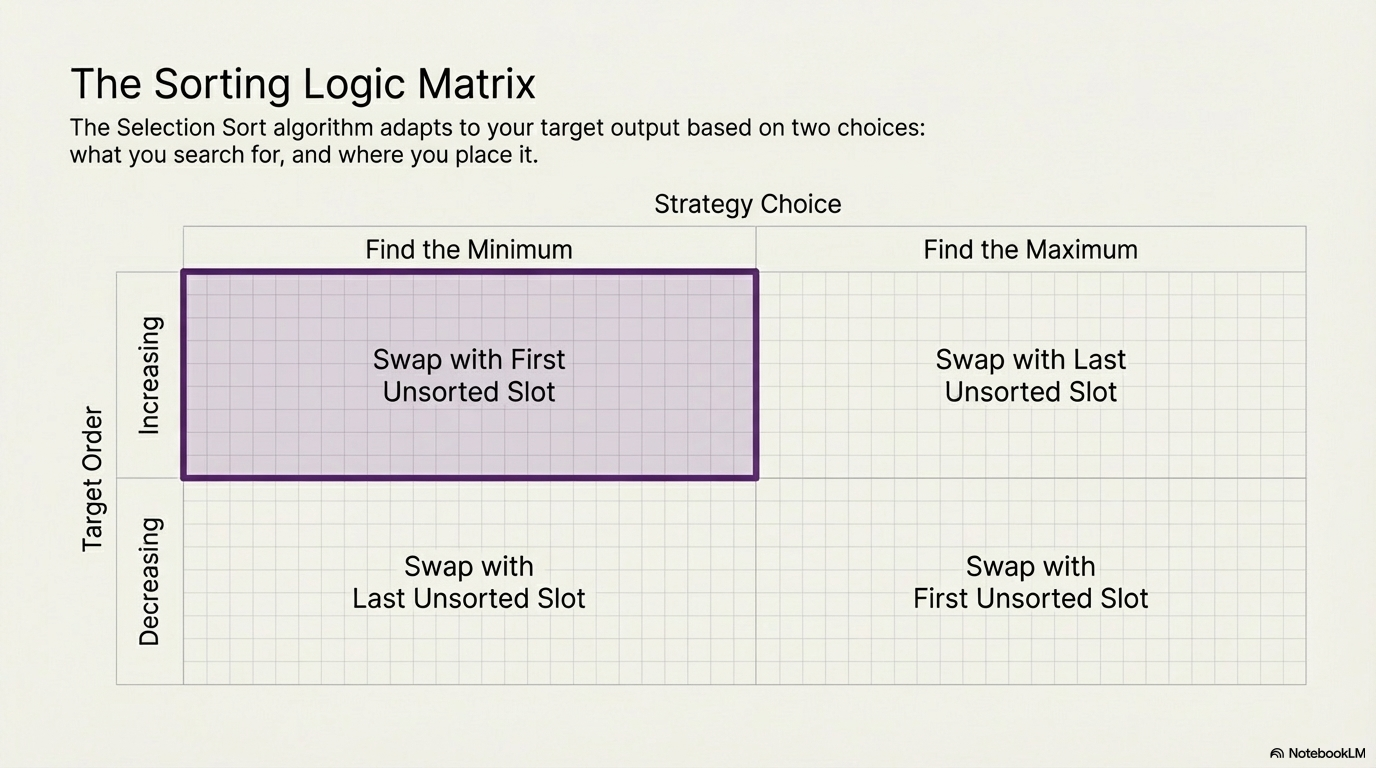 The Sorting Logic Matrix
The Selection Sort algorithm adapts to your target output based on two choices:
what you search for, and where you place it.
Strategy Choice
Find the Minimum
Find the Maximum
Target Order
Increasing
Swap with First
Unsorted Slot
Swap with Last
Unsorted Slot
Decreasing
Swap with
Last Unsorted Slot
Swap with
First Unsorted Slot
NotebookLM